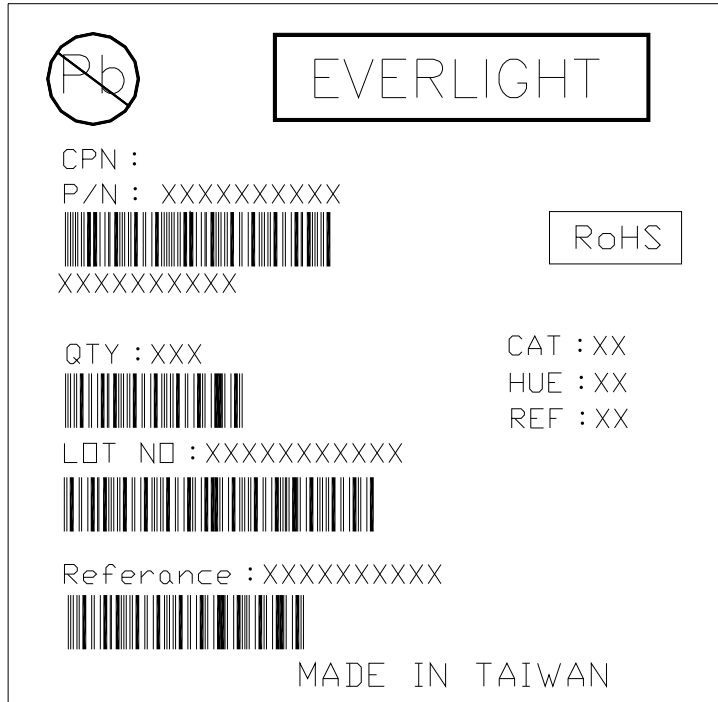 Pb
EVERLIGHT
CPN :
P/N : XXXXXXXXXX
RoHS
XXXXXXXXXX
QTY : XXX
CAT : XX
HUE : XX
REF : XX
LOT NO : XXXXXXXXXXX
Referance : XXXXXXXXXX
MADE IN TAIWAN